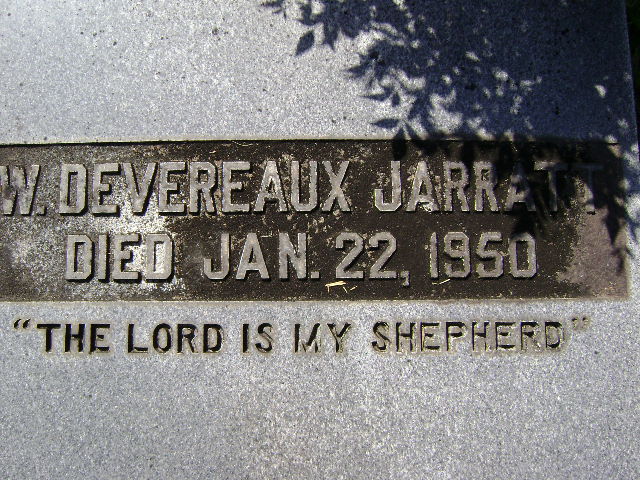 W. DEVEREAUX JARRATT
DIED JAN. 22, 1950
"THE LORD IS MY SHEPHERD"